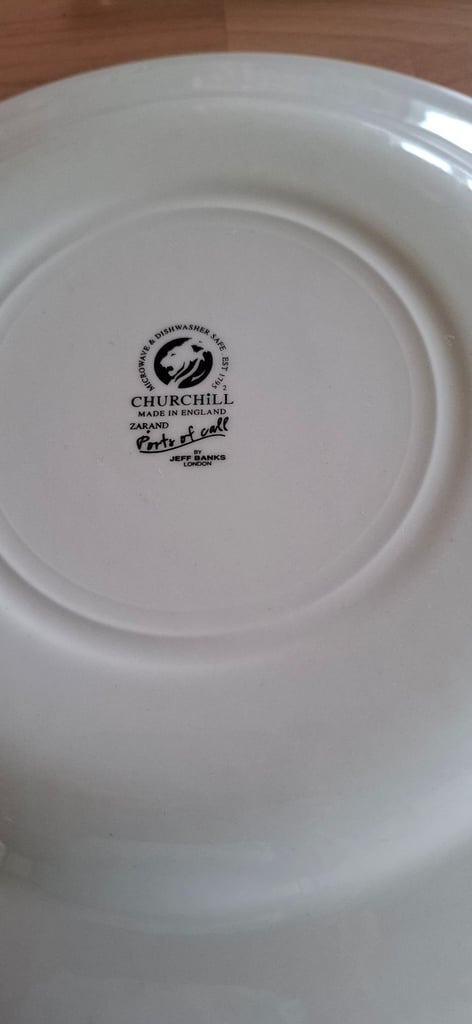 MICROWAVE & DISHWASHER SAFE EST 1795
CHURCHiLL
MADE IN ENGLAND
ZARAND
Ports of call
BY
JEFF BANKS
LONDON